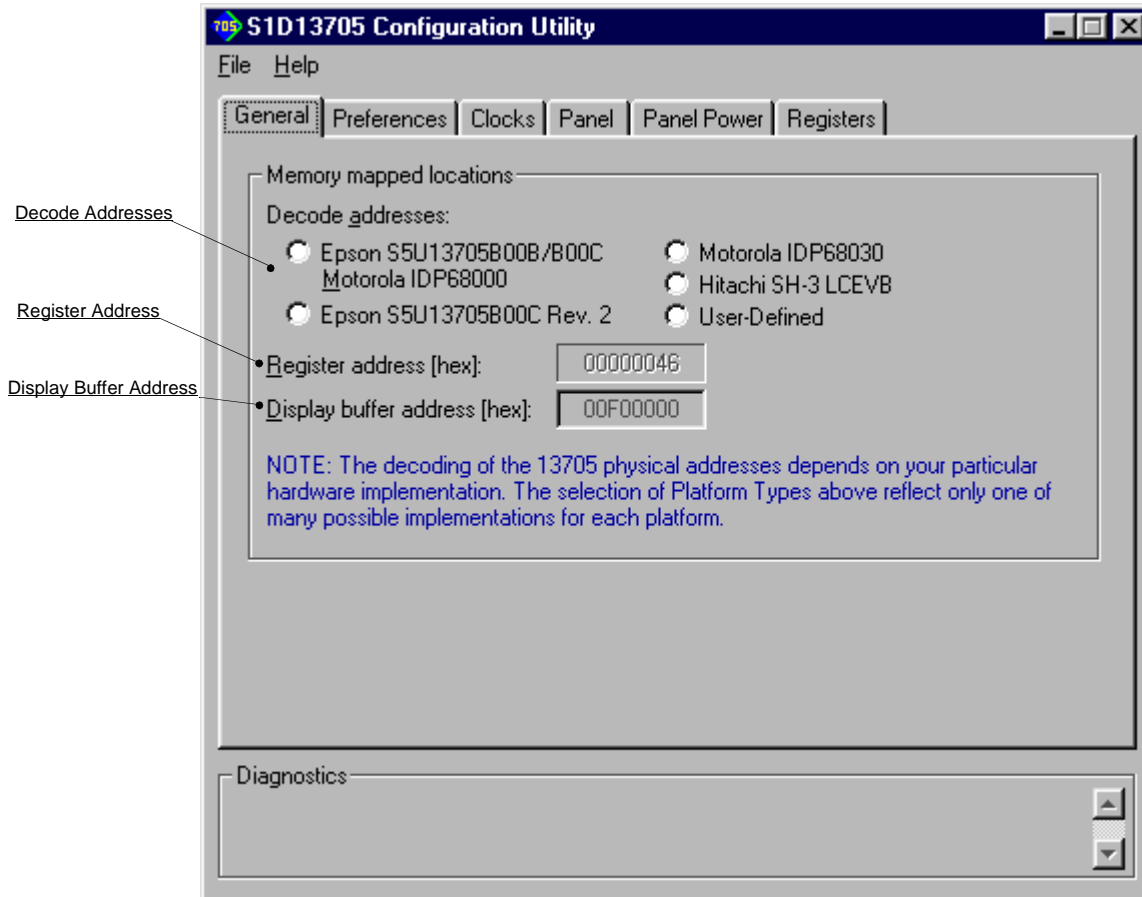 705 S1D13705 Configuration Utility
File Help
General Preferences Clocks Panel Panel Power Registers
Memory mapped locations
Decode Addresses
Decode addresses:
Epson S5U13705B00B/B00C
Motorola IDP68000
Motorola IDP68030
Hitachi SH-3 LCEVB
Epson S5U13705B00C Rev. 2
User-Defined
Register Address
Register address [hex]: 00000046
Display Buffer Address
Display buffer address [hex]: 00F00000
NOTE: The decoding of the 13705 physical addresses depends on your particular
hardware implementation. The selection of Platform Types above reflect only one of
many possible implementations for each platform.
Diagnostics